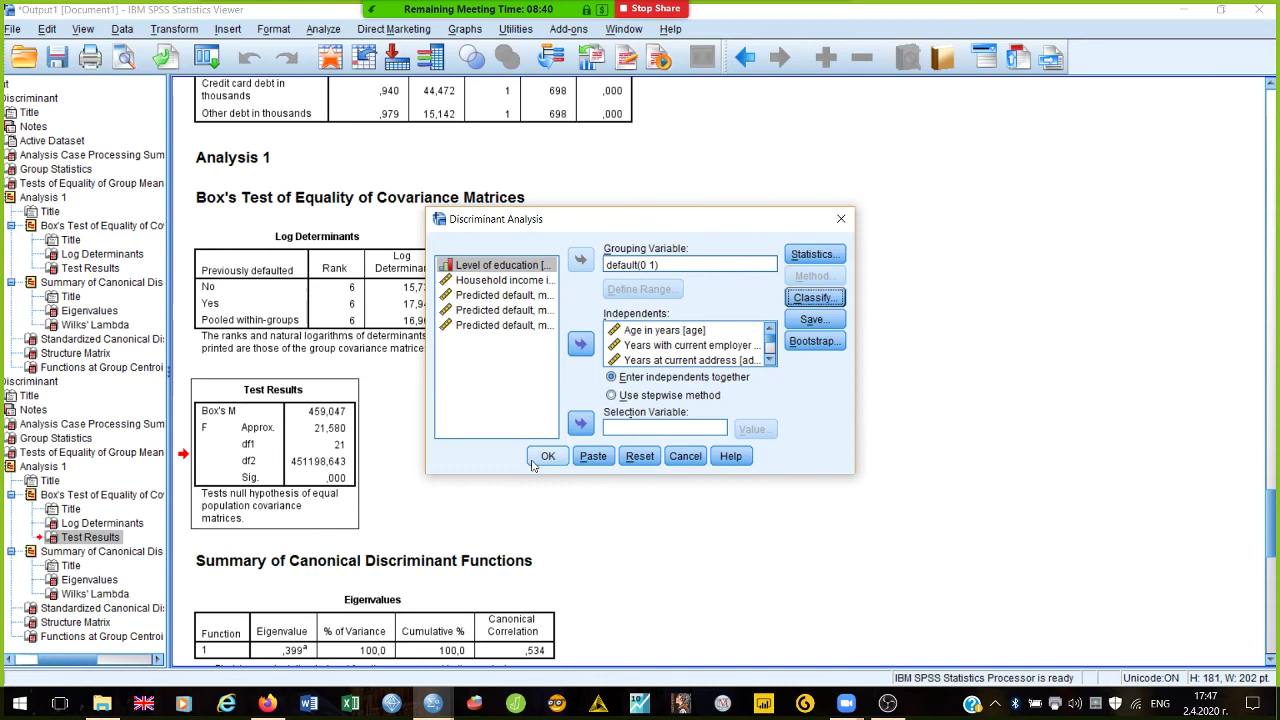 *Output1 [Document1] - IBM SPSS Statistics Viewer
Remaining Meeting Time: 08:40
Stop Share
File Edit View Data Transform Insert Format Analyze Direct Marketing Graphs Utilities Add-ons Window Help
Discriminant
Title
Notes
Active Dataset
Analysis Case Processing Sum
Group Statistics
Tests of Equality of Group Mean
Analysis 1
Title
Box's Test of Equality of Co
Title
Log Determinants
Test Results
Summary of Canonical Dis
Title
Eigenvalues
Wilks' Lambda
Standardized Canonical Di
Structure Matrix
Functions at Group Centroi
Discriminant
Title
Notes
Analysis Case Processing Sum
Group Statistics
Tests of Equality of Group Mean
Analysis 1
Title
Box's Test of Equality of Co
Title
Log Determinants
Test Results
Summary of Canonical Dis
Title
Eigenvalues
Wilks' Lambda
Standardized Canonical Di
Structure Matrix
Functions at Group Centroi
Credit card debt in thousands ,940 44,472 1 698 ,000
Other debt in thousands ,979 15,142 1 698 ,000
Analysis 1
Box's Test of Equality of Covariance Matrices
Log Determinants
Previously defaulted Rank Log Determinan
No 6 15,7
Yes 6 17,9
Pooled within-groups 6 16,9
The ranks and natural logarithms of determinants
printed are those of the group covariance matrice
Test Results
Box's M 459,047
F Approx. 21,580
df1 21
df2 451198,643
Sig. ,000
Tests null hypothesis of equal
population covariance
matrices.
Summary of Canonical Discriminant Functions
Eigenvalues
Function Eigenvalue % of Variance Cumulative % Canonical Correlation
1 ,399a 100,0 100,0 ,534
Discriminant Analysis
Level of education [...
Household income i...
Predicted default, m...
Predicted default, m...
Predicted default, m...
Grouping Variable:
default(0 1)
Define Range...
Independents:
Age in years [age]
Years with current employer ...
Years at current address [ad...
Enter independents together
Use stepwise method
Selection Variable:
Value...
Statistics...
Method...
Classify...
Save...
Bootstrap...
OK Paste Reset Cancel Help
IBM SPSS Statistics Processor is ready Unicode:ON H: 181, W: 202 pt.
17:47
2.4.2020 г.